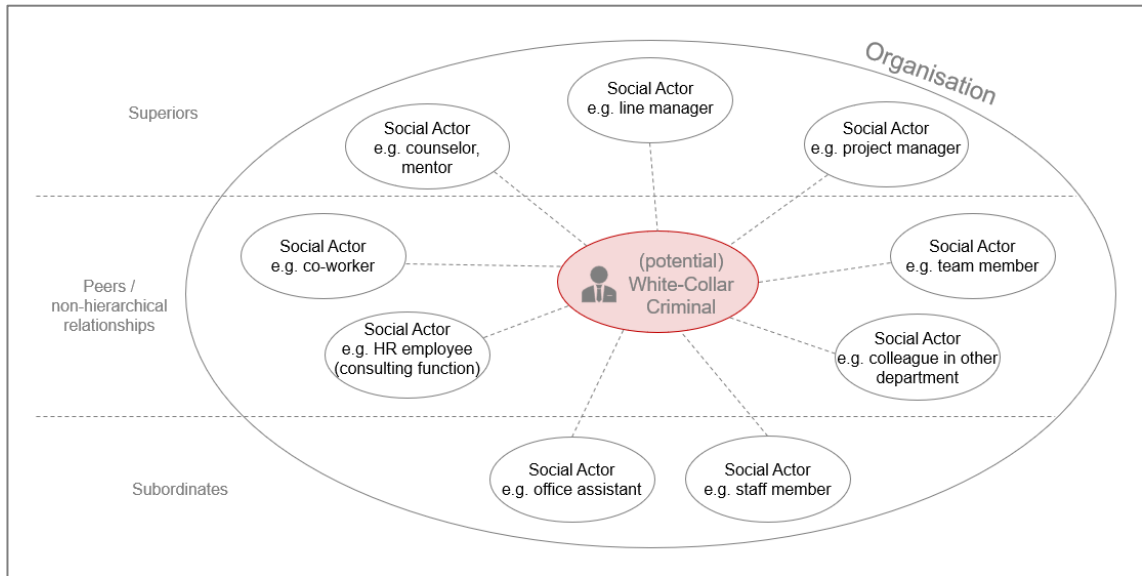 Organisation
Superiors
Social Actor
e.g. counselor,
mentor
Social Actor
e.g. line manager
Social Actor
e.g. project manager
Peers /
non-hierarchical
relationships
Social Actor
e.g. co-worker
(potential)
White-Collar
Criminal
Social Actor
e.g. team member
Social Actor
e.g. HR employee
(consulting function)
Social Actor
e.g. colleague in other
department
Subordinates
Social Actor
e.g. office assistant
Social Actor
e.g. staff member